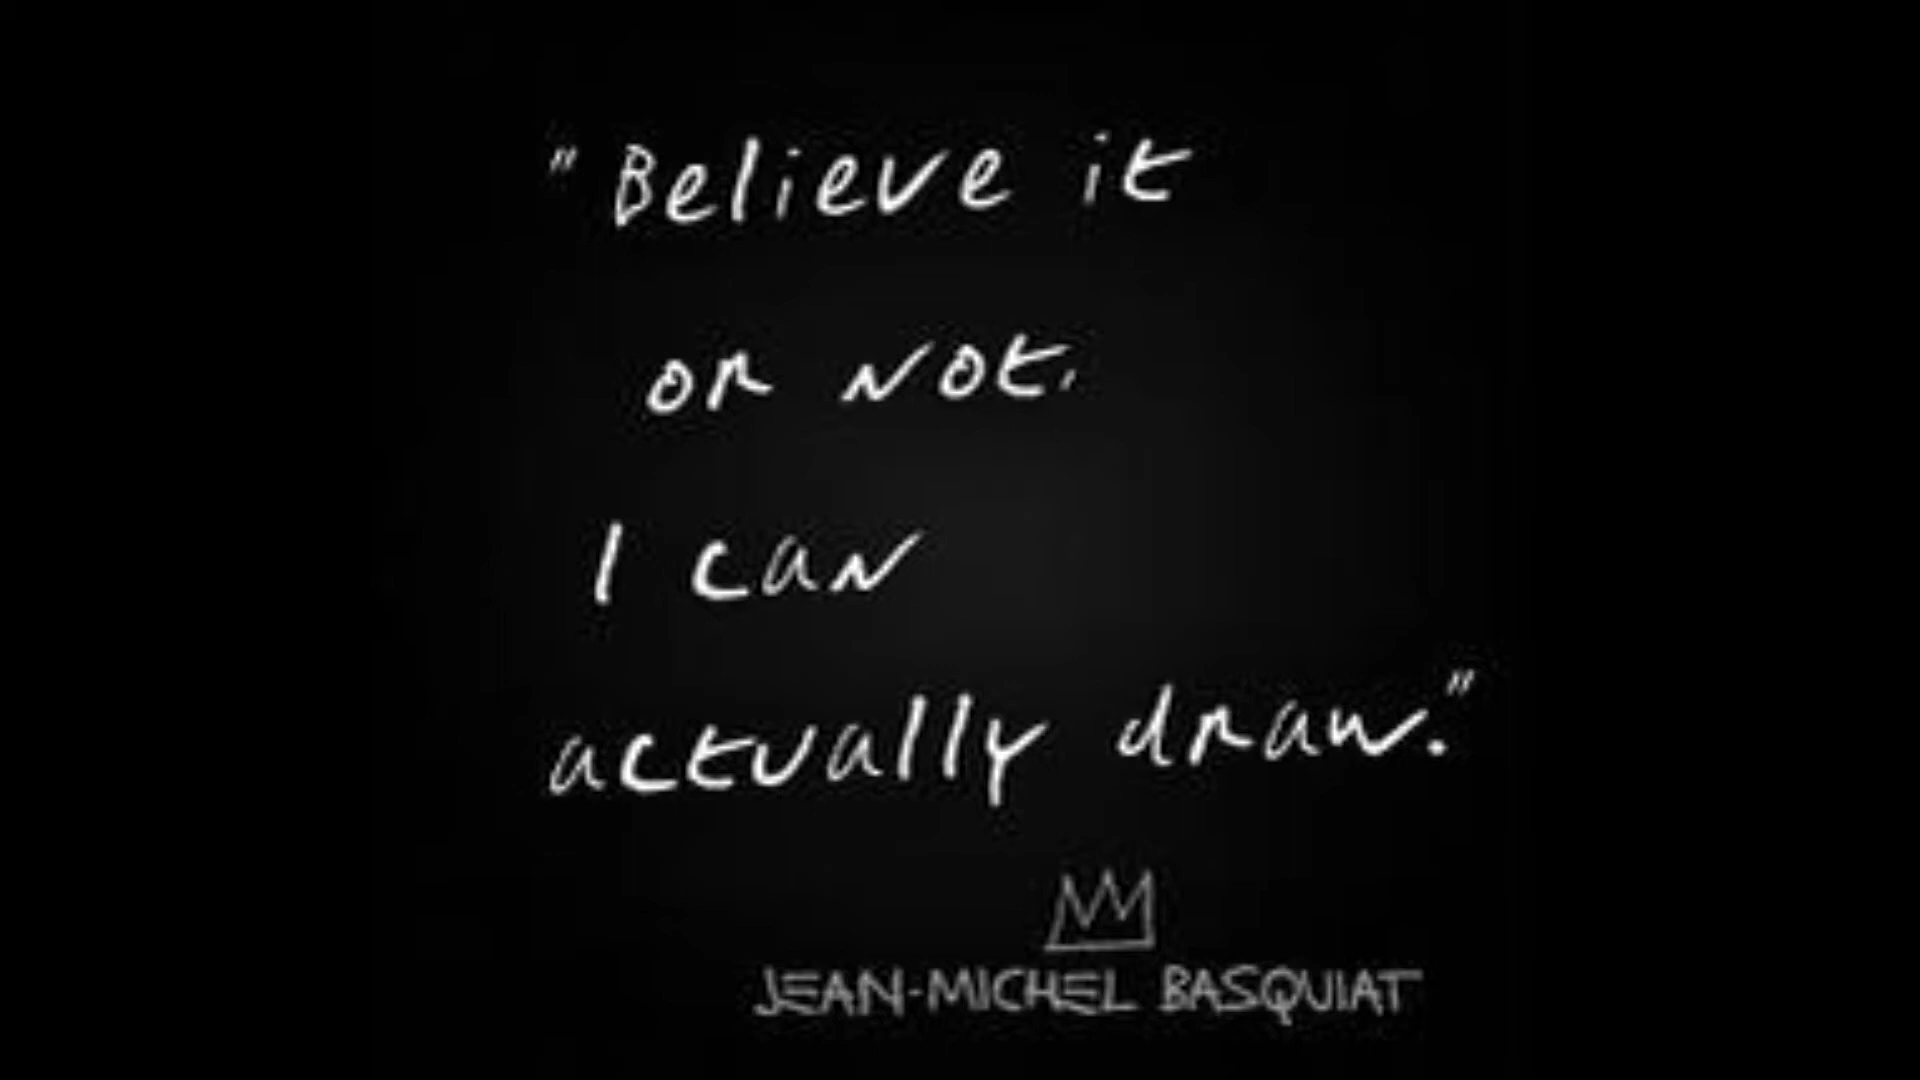 "Believe it
or not,
I can
actually draw."
JEAN-MICHEL BASQUIAT